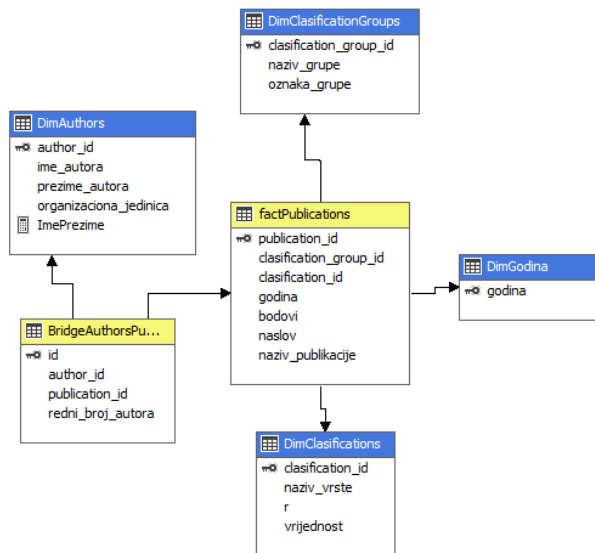 DimClasificationGroups
clasification_group_id
naziv_grupe
oznaka_grupe
DimAuthors
author_id
ime_autora
prezime_autora
organizaciona_jedinica
ImePrezime
factPublications
publication_id
clasification_group_id
clasification_id
godina
bodovi
naslov
naziv_publikacije
DimGodina
godina
BridgeAuthorsPu...
id
author_id
publication_id
redni_broj_autora
DimClasifications
clasification_id
naziv_vrste
r
vrijednost